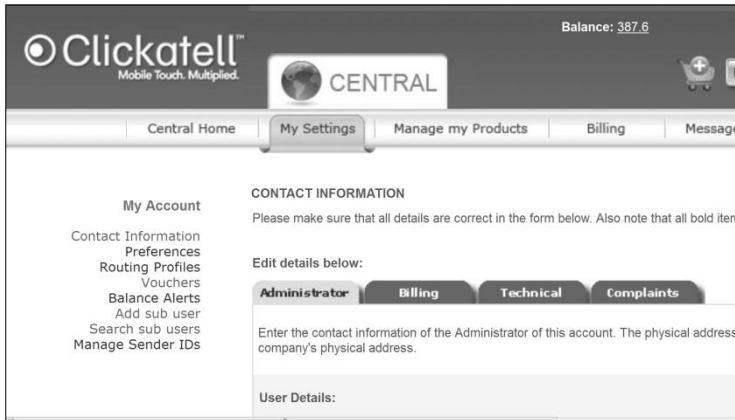 Balance: 387.6
Clickatell™
Mobile Touch. Multiplied.
CENTRAL
Central Home
My Settings
Manage my Products
Billing
Messag
My Account
Contact Information
Preferences
Routing Profiles
Vouchers
Balance Alerts
Add sub user
Search sub users
Manage Sender IDs
CONTACT INFORMATION
Please make sure that all details are correct in the form below. Also note that all bold iter
Edit details below:
Administrator
Billing
Technical
Complaints
Enter the contact information of the Administrator of this account. The physical address
company's physical address.
User Details: